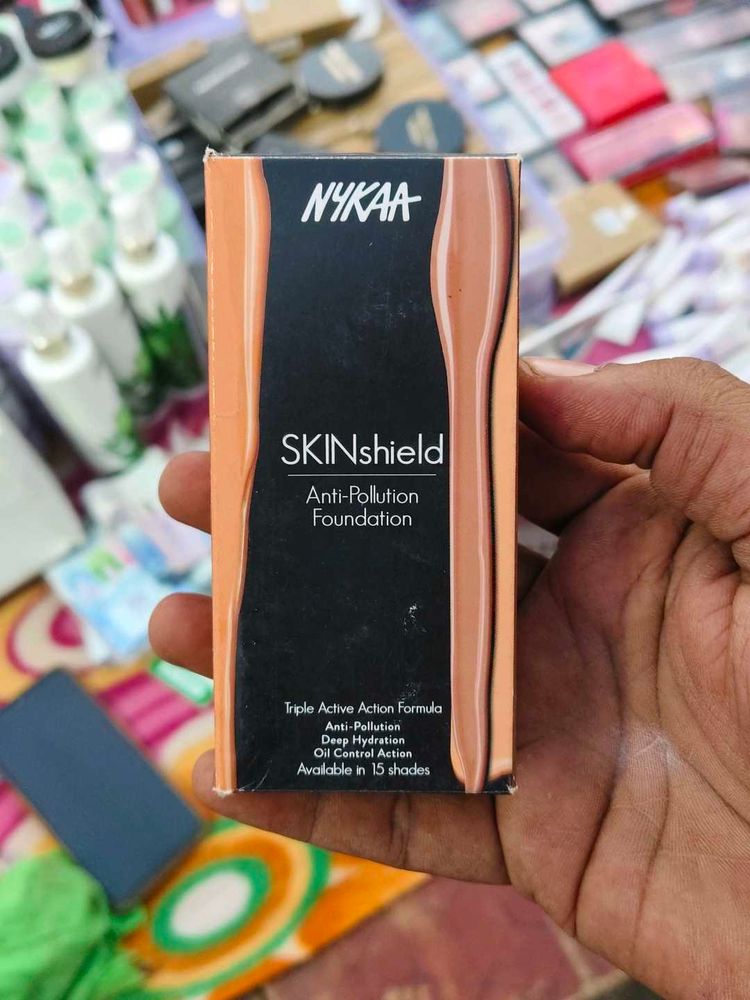 NYKAA
SKINshield
Anti-Pollution
Foundation
Triple Active Action Formula
Anti-Pollution
Deep Hydration
Oil Control Action
Available in 15 shades